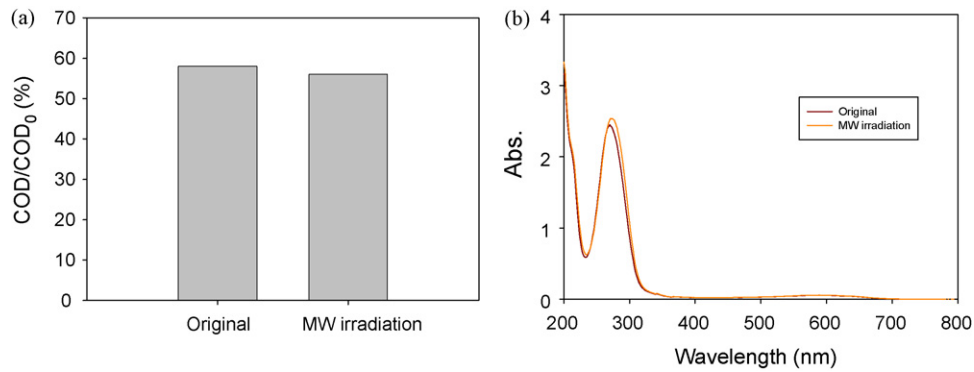 (a)
COD/COD0 (%)
70
60
50
40
30
20
10
0
Original
MW irradiation
(b)
Abs.
4
3
2
1
0
Original
MW irradiation
200 300 400 500 600 700 800
Wavelength (nm)